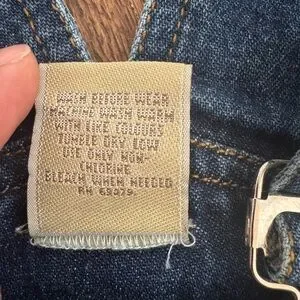 WASH BEFORE WEAR
MACHINE WASH WARM
WITH LIKE COLOURS
TUMBLE DRY LOW
USE ONLY NON-
CHLORINE
BLEACH WHEN NEEDED
RN 69479